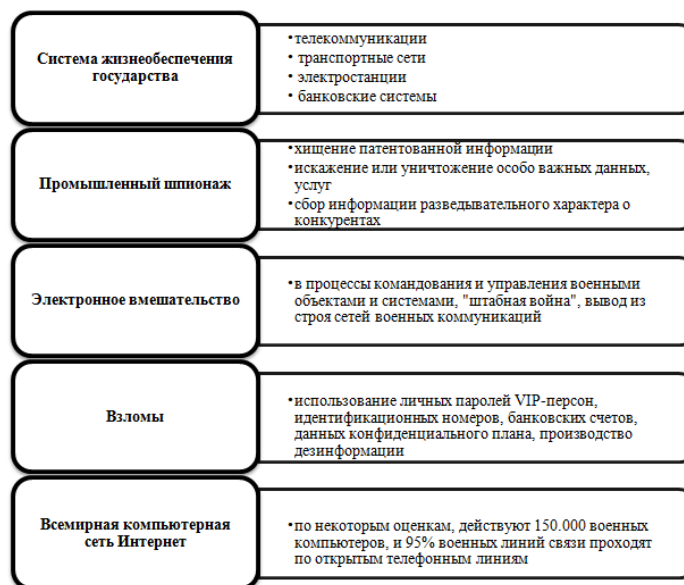 Система жизнеобеспечения
государства
•телекоммуникации
• транспортные сети
• электростанции
• банковские системы
Промышленный шпионаж
•хищение патентованной информации
•искажение или уничтожение особо важных данных,
услуг
•сбор информации разведывательного характера о
конкурентах
Электронное вмешательство
•в процессы командования и управления военными
объектами и системами, "штабная война", вывод из
строя сетей военных коммуникаций
Взломы
•использование личных паролей VIP-персон,
идентификационных номеров, банковских счетов,
данных конфиденциального плана, производство
дезинформации
Всемирная компьютерная
сеть Интернет
•по некоторым оценкам, действуют 150.000 военных
компьютеров, и 95% военных линий связи проходят
по открытым телефонным линиям